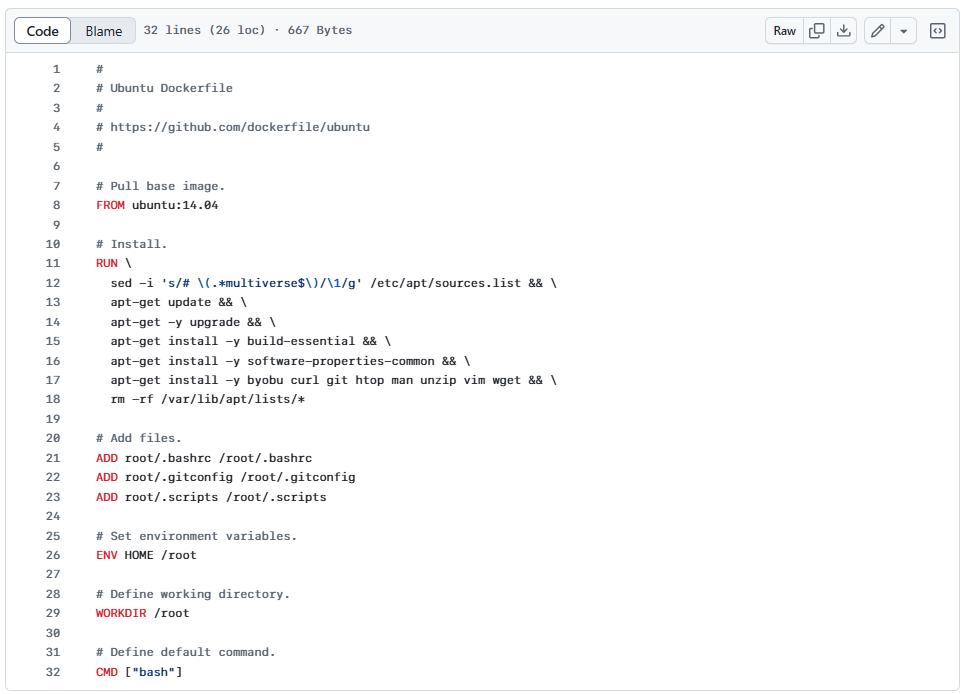 Code Blame 32 lines (26 loc) · 667 Bytes Raw
1 #
2 # Ubuntu Dockerfile
3 #
4 # https://github.com/dockerfile/ubuntu
5 #
6
7 # Pull base image.
8 FROM ubuntu:14.04
9
10 # Install.
11 RUN \
12   sed -i 's/# \(.*multiverse$\)/\1/g' /etc/apt/sources.list && \
13   apt-get update && \
14   apt-get -y upgrade && \
15   apt-get install -y build-essential && \
16   apt-get install -y software-properties-common && \
17   apt-get install -y byobu curl git htop man unzip vim wget && \
18   rm -rf /var/lib/apt/lists/*
19
20 # Add files.
21 ADD root/.bashrc /root/.bashrc
22 ADD root/.gitconfig /root/.gitconfig
23 ADD root/.scripts /root/.scripts
24
25 # Set environment variables.
26 ENV HOME /root
27
28 # Define working directory.
29 WORKDIR /root
30
31 # Define default command.
32 CMD ["bash"]